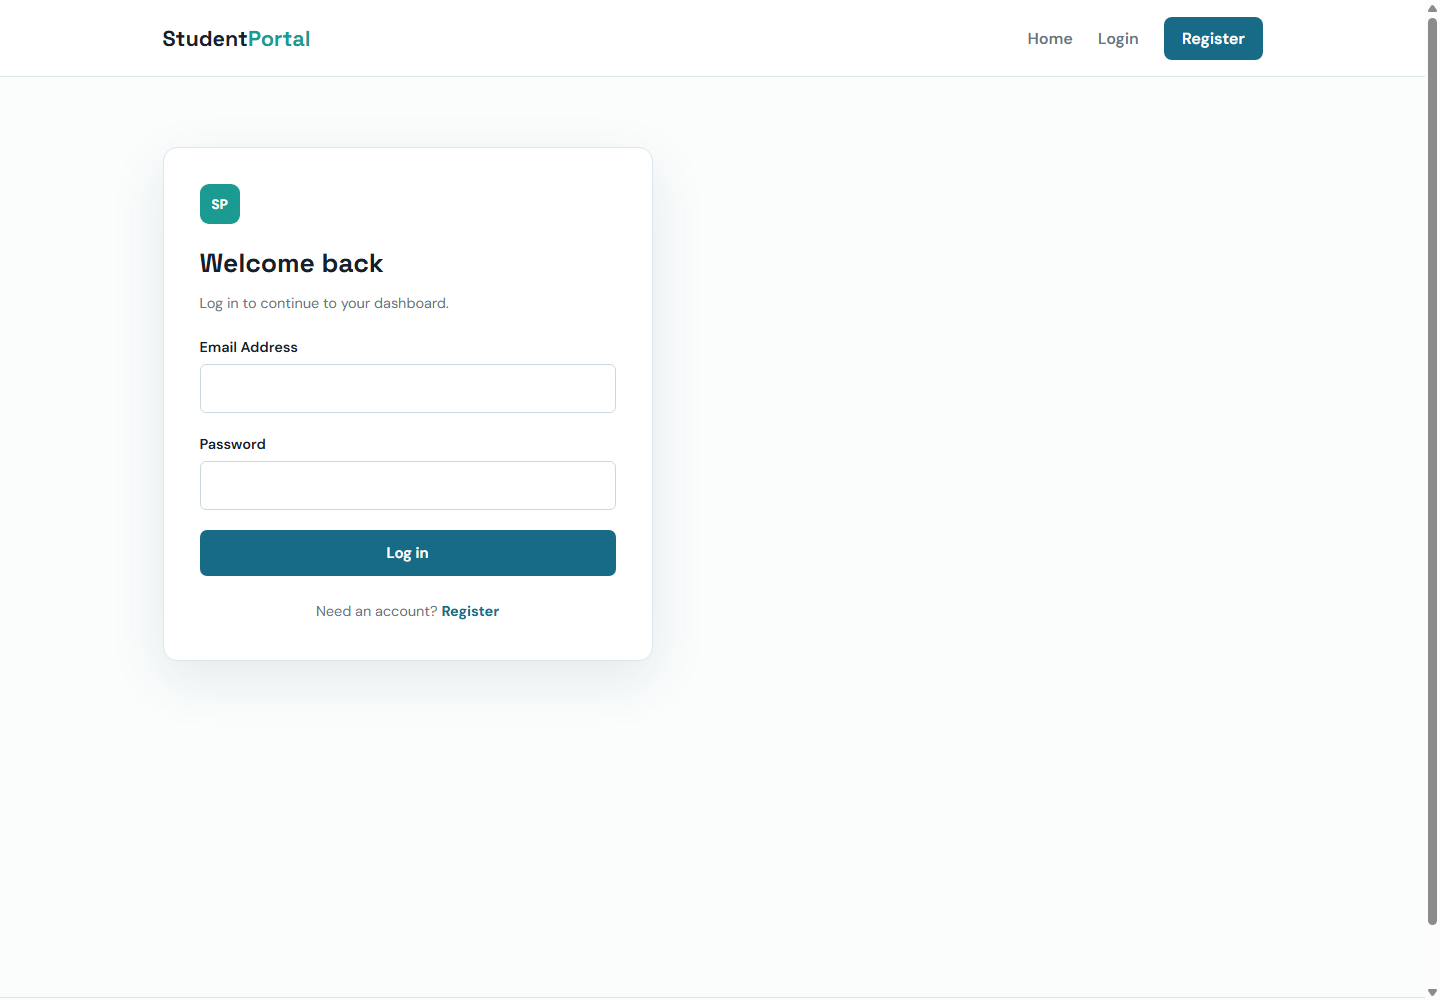 StudentPortal
Home Login Register
SP
Welcome back
Log in to continue to your dashboard.
Email Address
Password
Log in
Need an account? Register